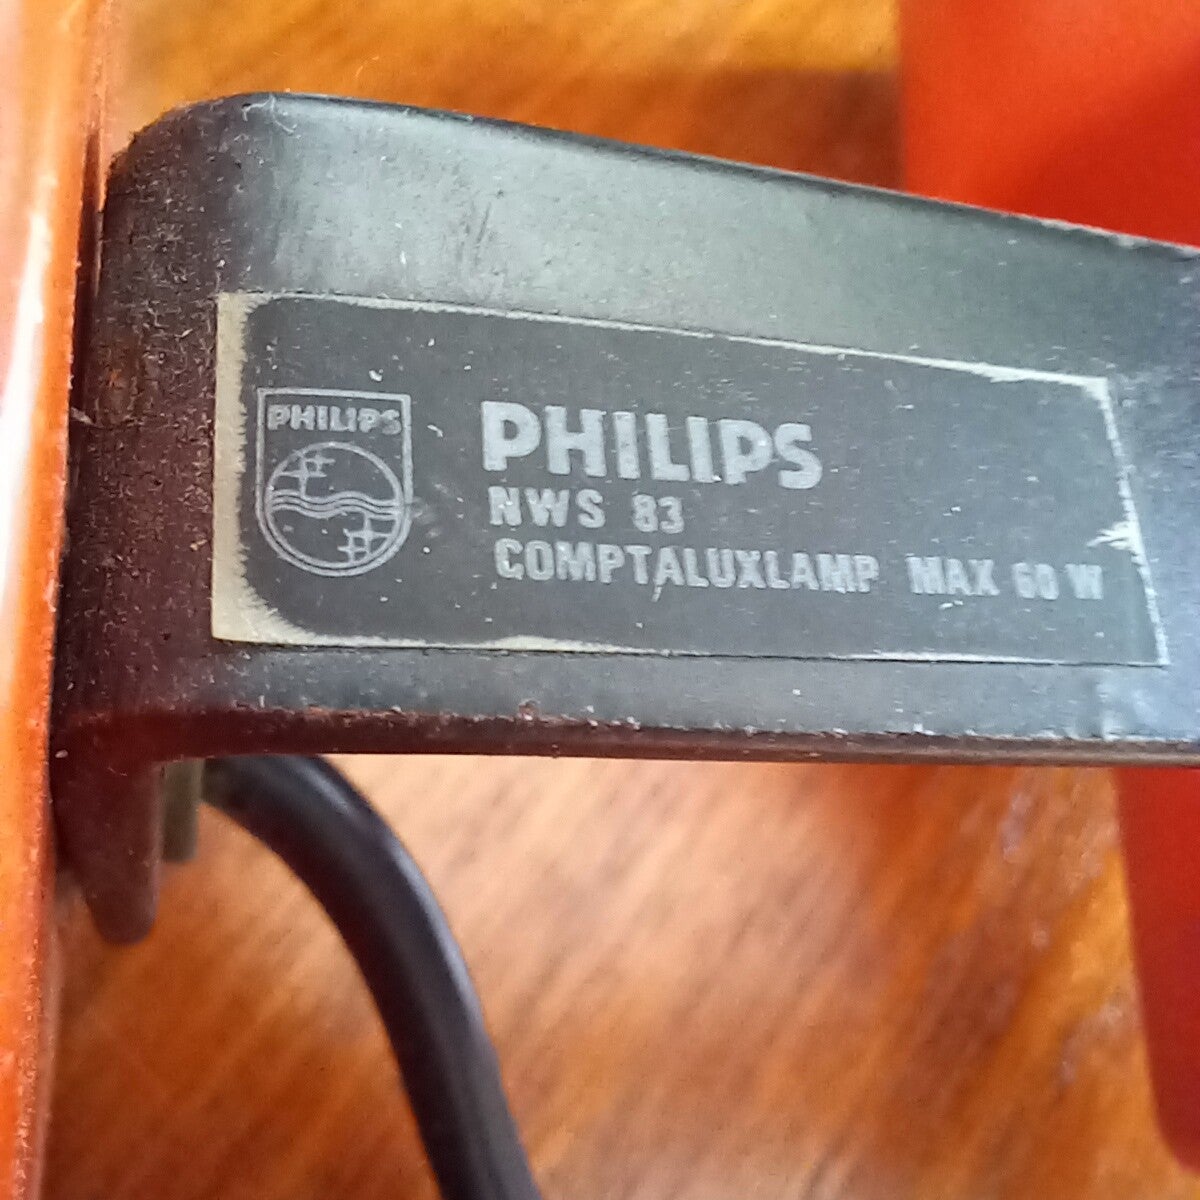 PHILIPS
PHILIPS
NWS 83
COMPTALUXLAMP MAX 60 W